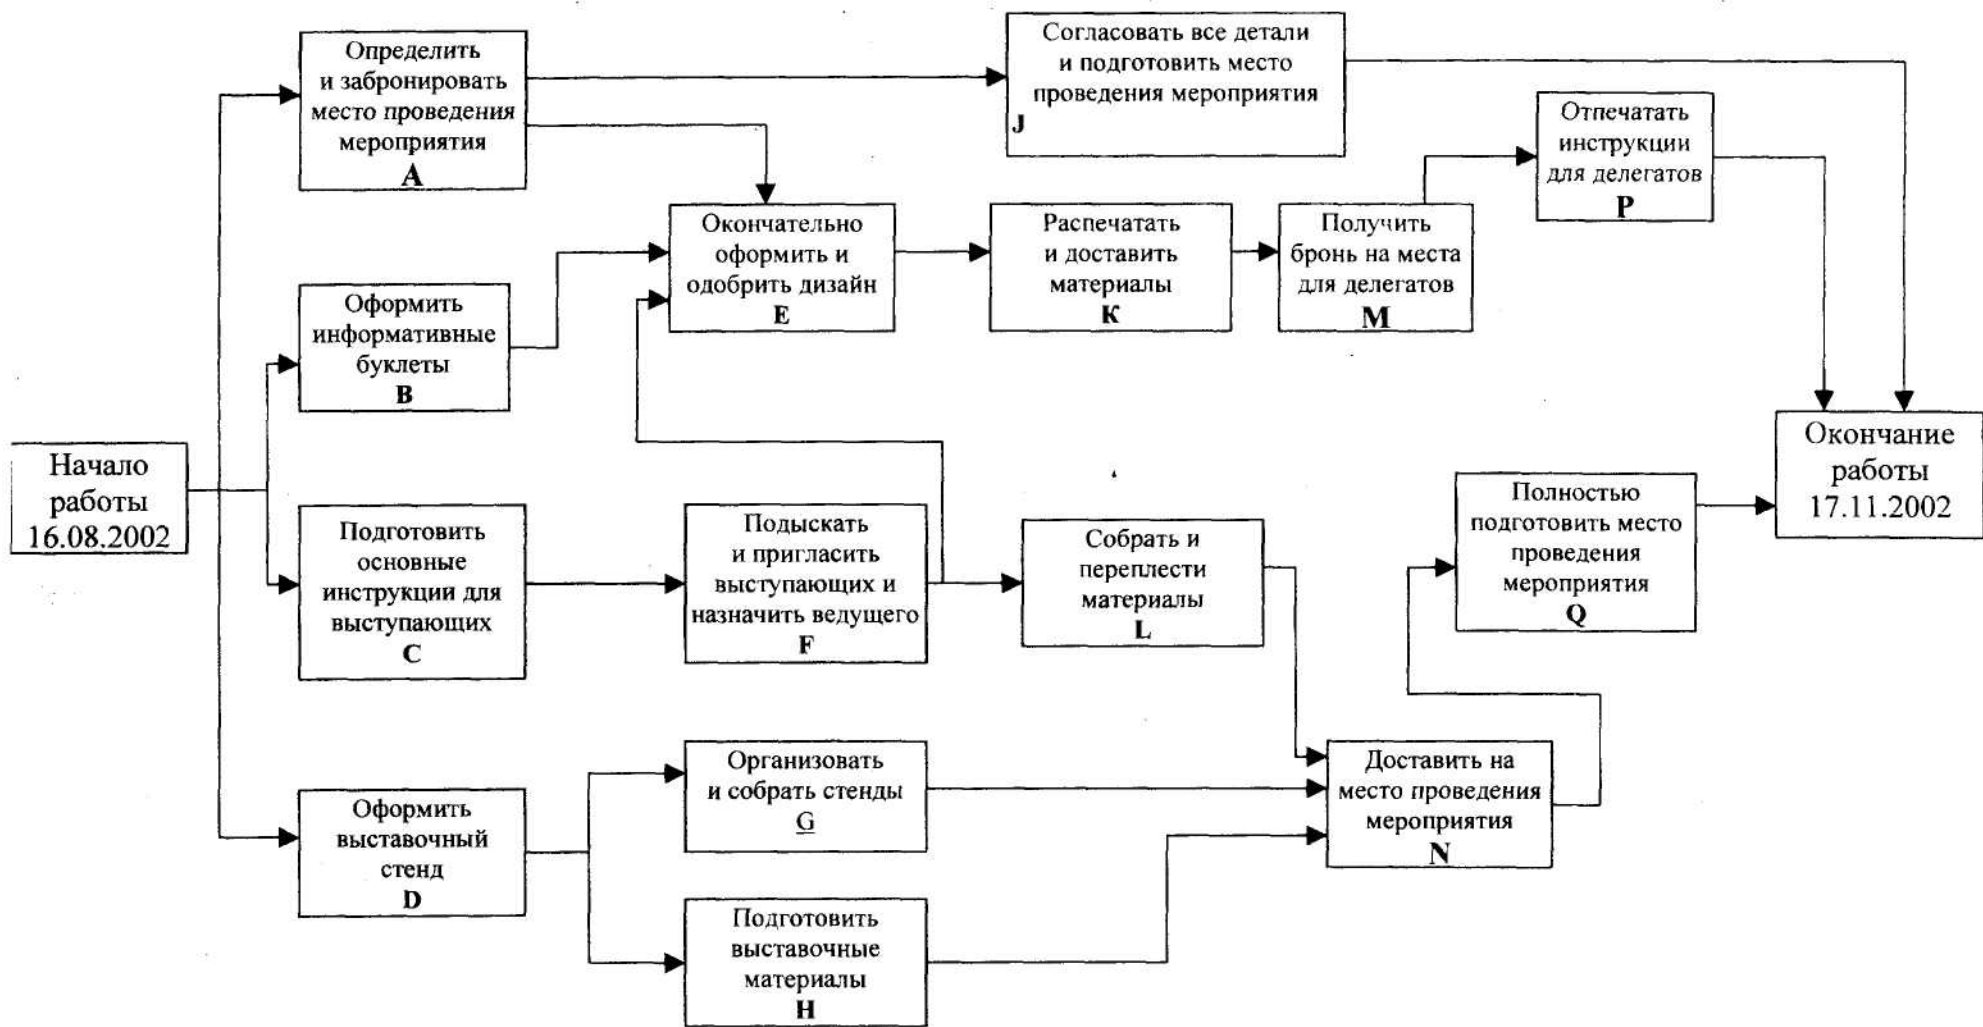 Определить
и забронировать
место проведения
мероприятия
A
Согласовать все детали
и подготовить место
проведения мероприятия
J
Отпечатать
инструкции
для делегатов
P
Окончательно
оформить и
одобрить дизайн
E
Распечатать
и доставить
материалы
К
Получить
бронь на места
для делегатов
M
Оформить
информативные
буклеты
B
Начало
работы
16.08.2002
Окончание
работы
17.11.2002
Подготовить
основные
инструкции для
выступающих
C
Подыскать
и пригласить
выступающих и
назначить ведущего
F
Собрать и
переплести
материалы
L
Полностью
подготовить место
проведения
мероприятия
Q
Оформить
выставочный
стенд
D
Организовать
и собрать стенды
G
Доставить на
место проведения
мероприятия
N
Подготовить
выставочные
материалы
H